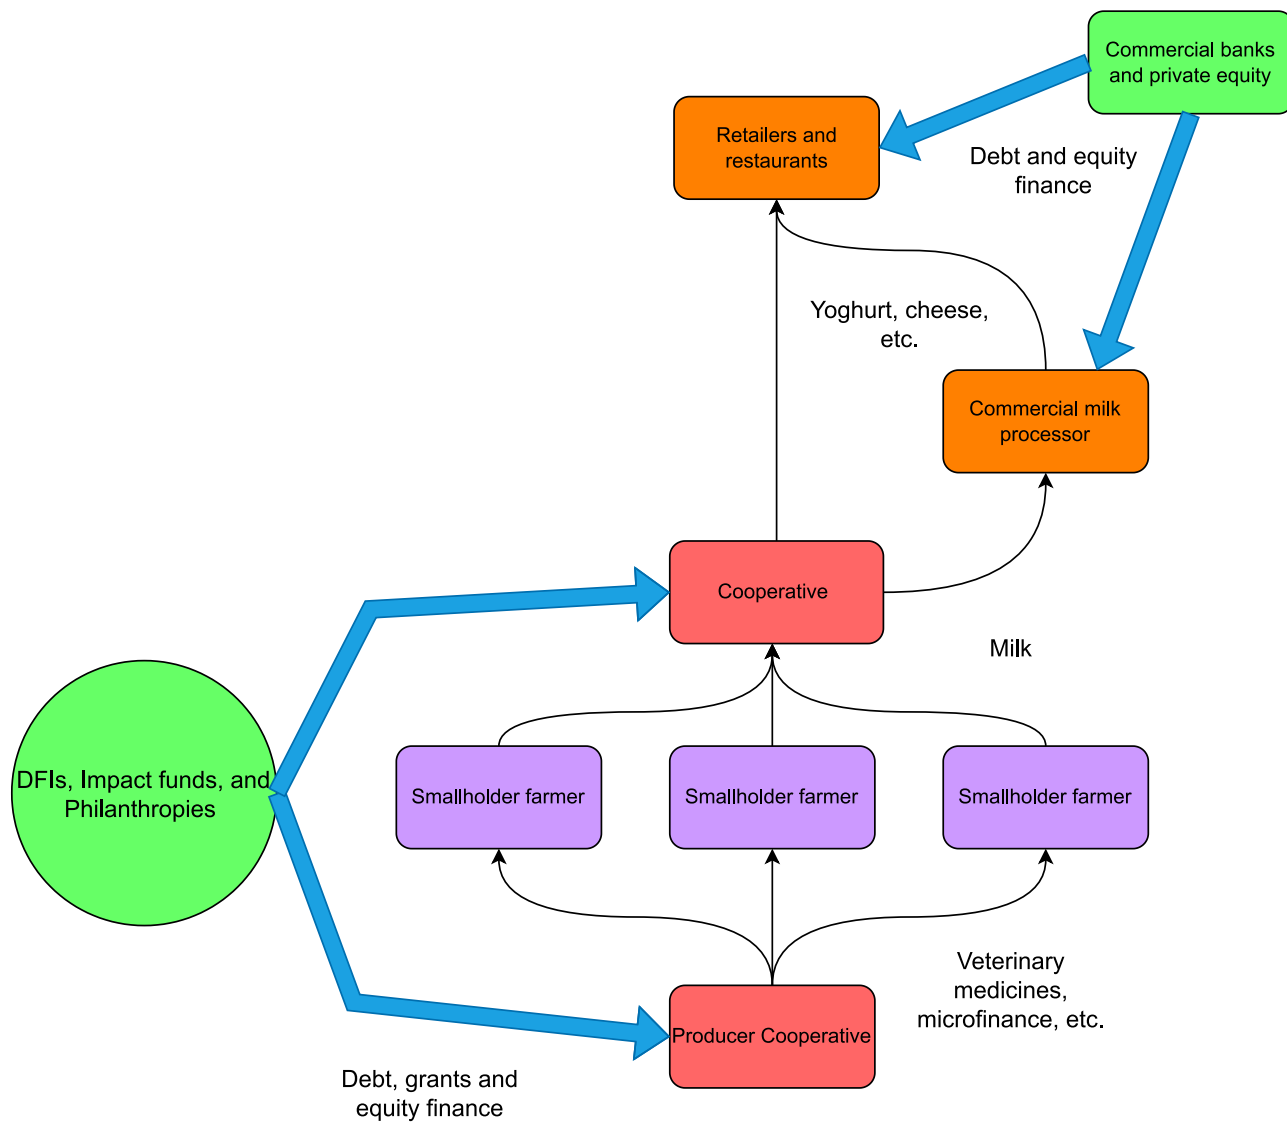 Commercial banks
and private equity
Retailers and
restaurants
Debt and equity
finance
Yoghurt, cheese,
etc.
Commercial milk
processor
Cooperative
Milk
DFIs, Impact funds, and
Philanthropies
Smallholder farmer
Smallholder farmer
Smallholder farmer
Veterinary
medicines,
microfinance, etc.
Producer Cooperative
Debt, grants and
equity finance